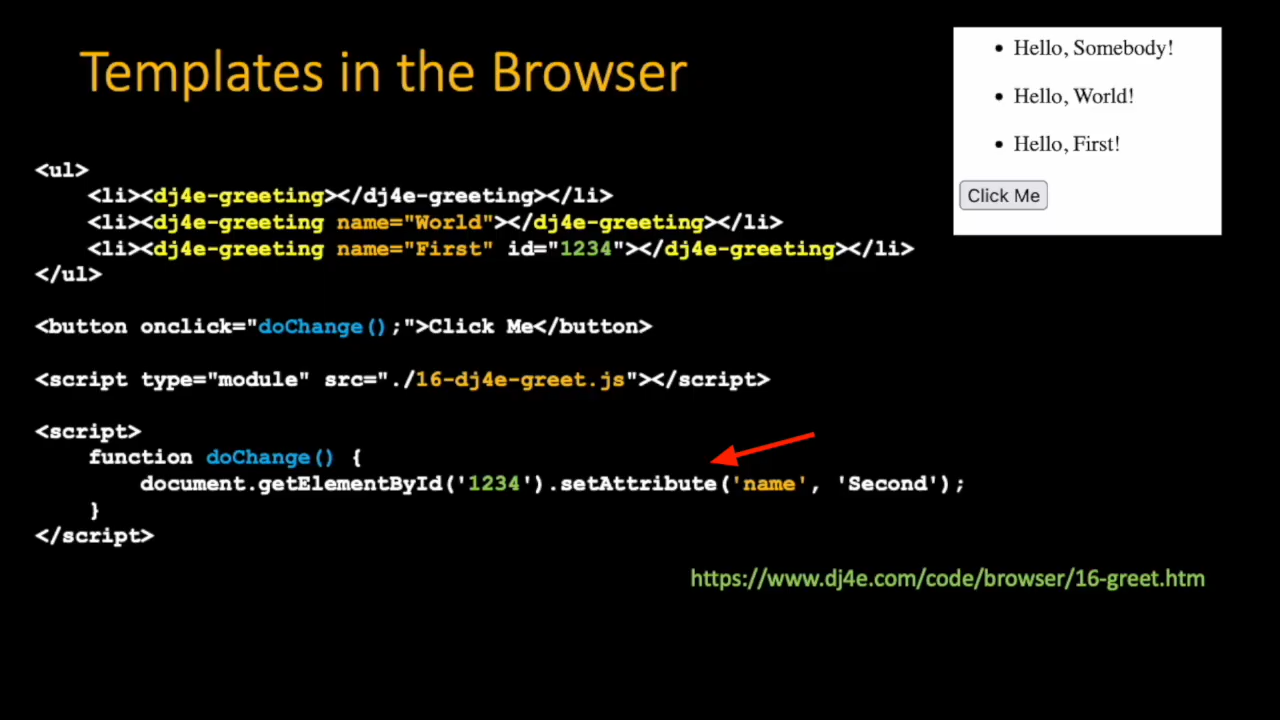 Templates in the Browser
• Hello, Somebody!
• Hello, World!
• Hello, First!
Click Me
<ul>
    <li><dj4e-greeting></dj4e-greeting></li>
    <li><dj4e-greeting name="World"></dj4e-greeting></li>
    <li><dj4e-greeting name="First" id="1234"></dj4e-greeting></li>
</ul>
<button onclick="doChange();">Click Me</button>
<script type="module" src="./16-dj4e-greet.js"></script>
<script>
    function doChange() {
        document.getElementById('1234').setAttribute('name', 'Second');
    }
</script>
https://www.dj4e.com/code/browser/16-greet.htm